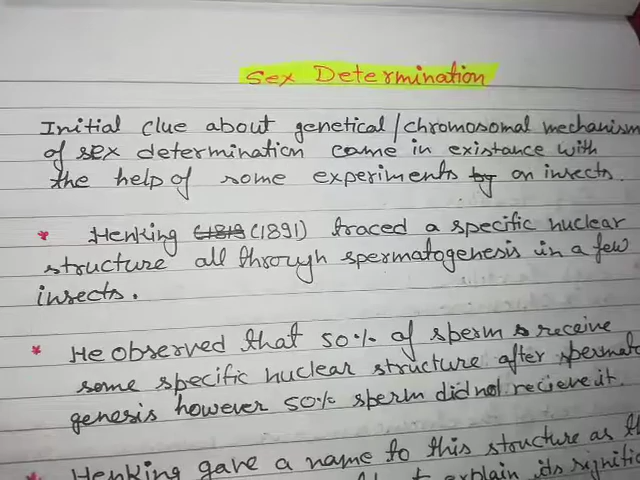 Sex Determination
Initial clue about genetical/chromosomal mechanism
of sex determination came in existance with
the help of some experiments by on insects.
* Henking (1819 (1891) traced a specific nuclear
structure all through spermatogenesis in a few
insects.
* He observed that 50% of sperm receive
some specific nuclear structure after spermato
genesis however 50% sperm did not recieve it.
* Henking gave a name to this structure as th
explain its signific